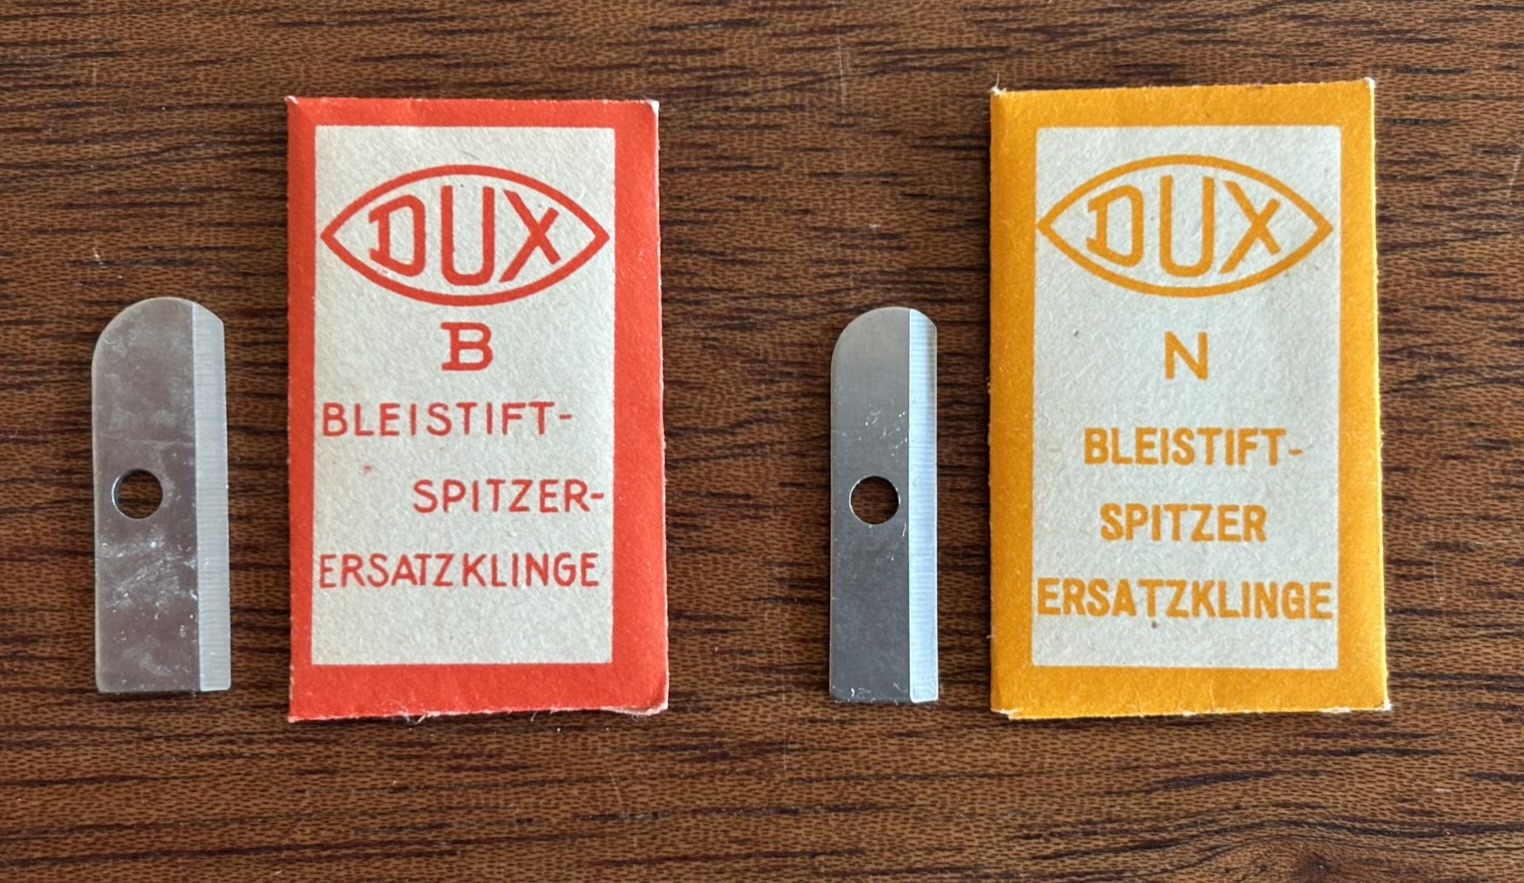 DUX
B
BLEISTIFT-
SPITZER-
ERSATZKLINGE
DUX
N
BLEISTIFT-
SPITZER
ERSATZKLINGE